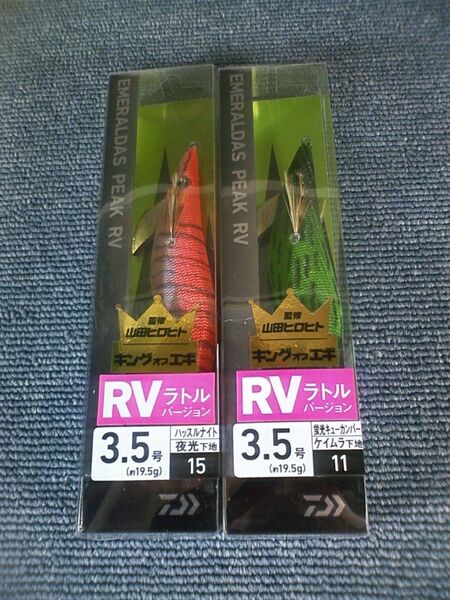 EMERALDAS PEAK RV
監修
山田ヒロヒト
キングオブエギ
RV ラトル
バージョン
3.5号
(約19.5g)
ハッスルナイト
夜光下地
15
EMERALDAS PEAK RV
監修
山田ヒロヒト
キングオブエギ
RV ラトル
バージョン
3.5号
(約19.5g)
蛍光キューカンバー
ケイムラ下地
11